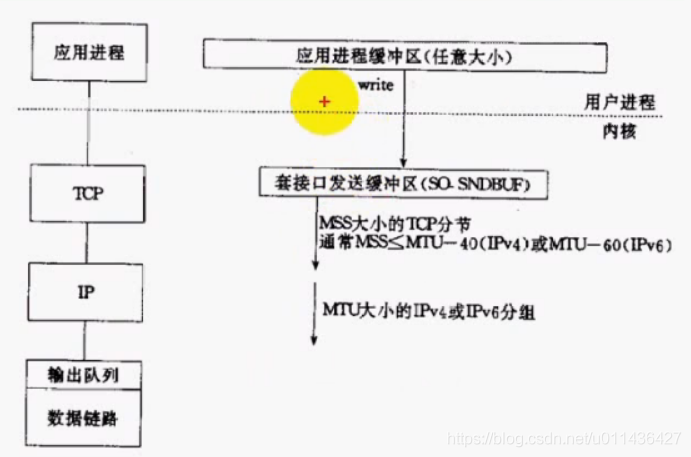 应用进程
应用进程缓冲区(任意大小)
write
用户进程
内核
TCP
套接口发送缓冲区(SO-SNDBUF)
MSS大小的TCP分节
通常MSS≤MTU-40(IPv4)或MTU-60(IPv6)
IP
MTU大小的IPv4或IPv6分组
输出队列
数据链路
https://blog.csdn.net/u011436427